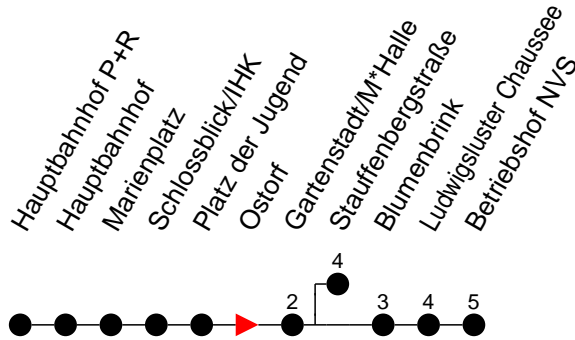 Hauptbahnhof P+R
Hauptbahnhof
Marienplatz
Schlossblick/IHK
Platz der Jugend
Ostorf
Gartenstadt/M*Halle
Stauffenbergstraße
Blumenbrink
Ludwigsluster Chaussee
Betriebshof NVS
4
2
3
4
5